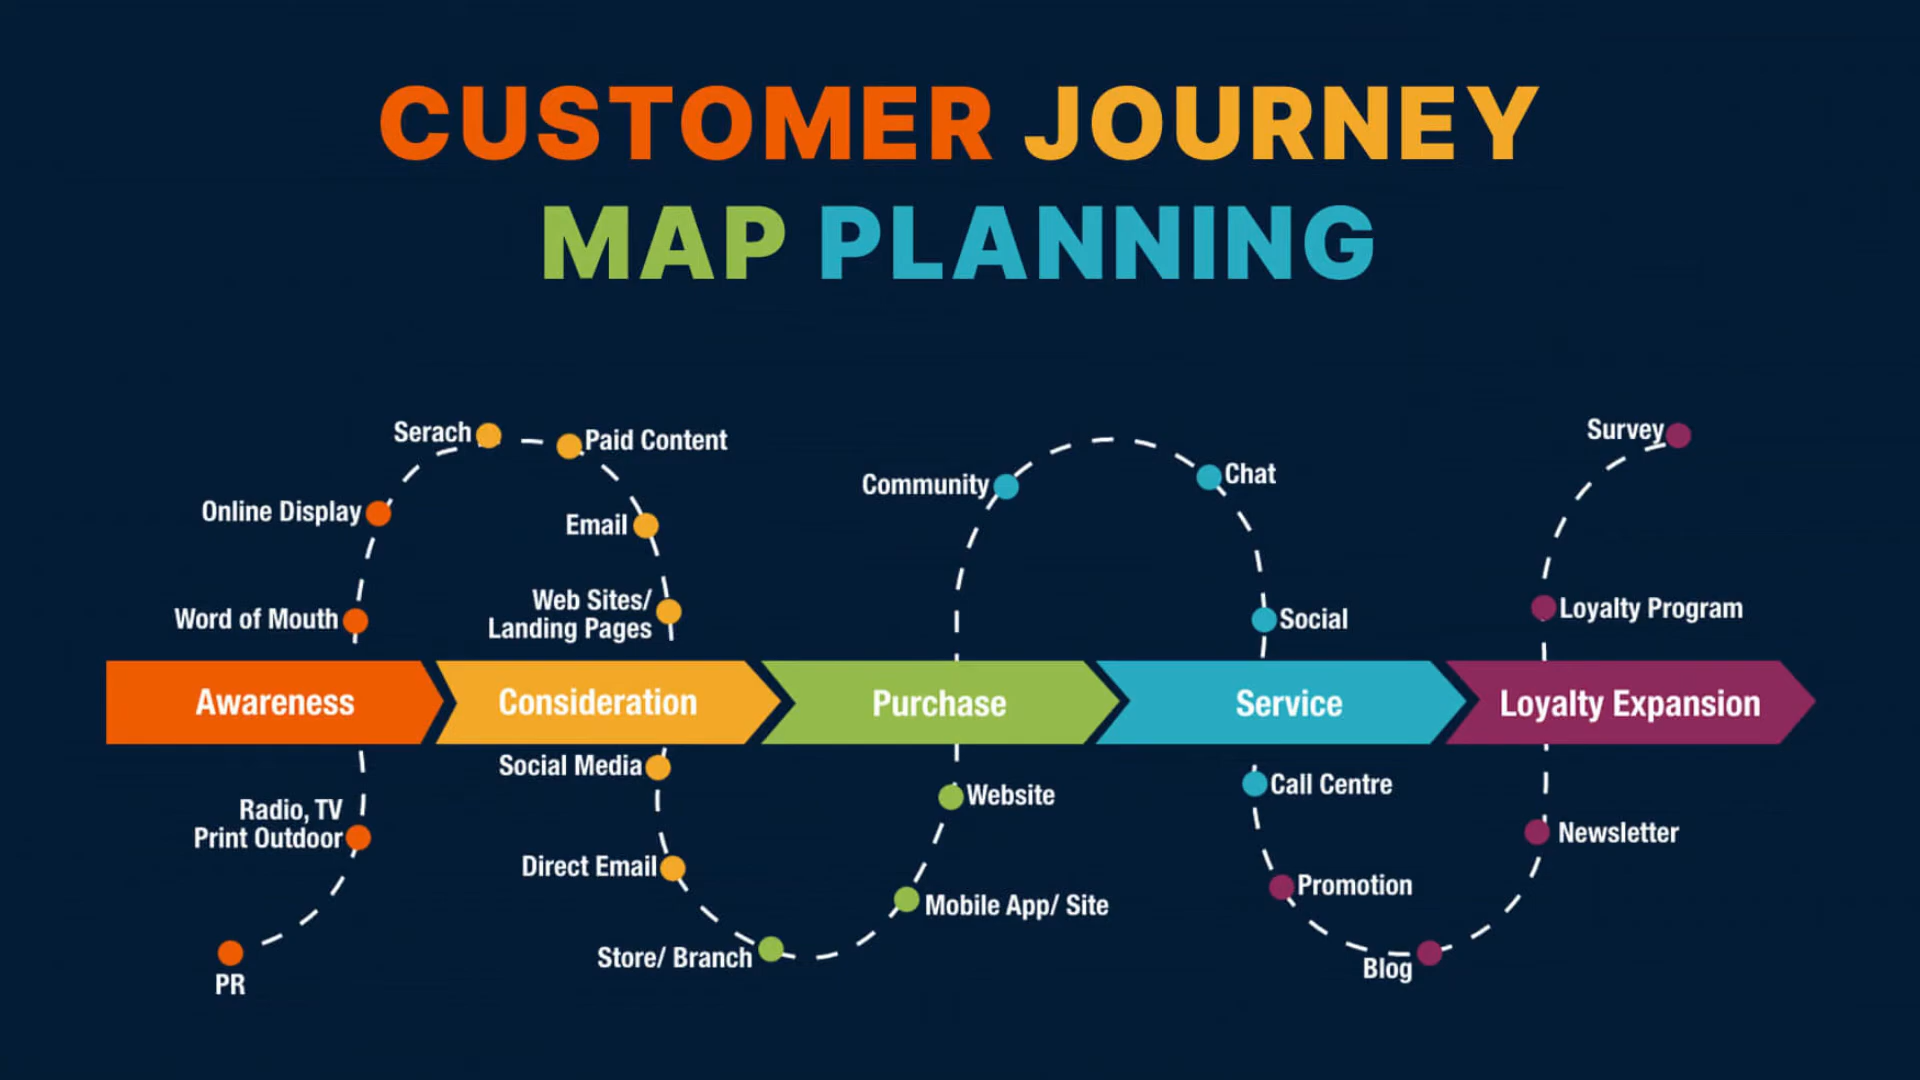 CUSTOMER JOURNEY
MAP PLANNING
Serach
Paid Content
Online Display
Email
Word of Mouth
Web Sites/
Landing Pages
Community
Chat
Social
Survey
Loyalty Program
Awareness
Consideration
Purchase
Service
Loyalty Expansion
Radio, TV
Print Outdoor
PR
Social Media
Direct Email
Store/ Branch
Website
Mobile App/ Site
Call Centre
Promotion
Blog
Newsletter